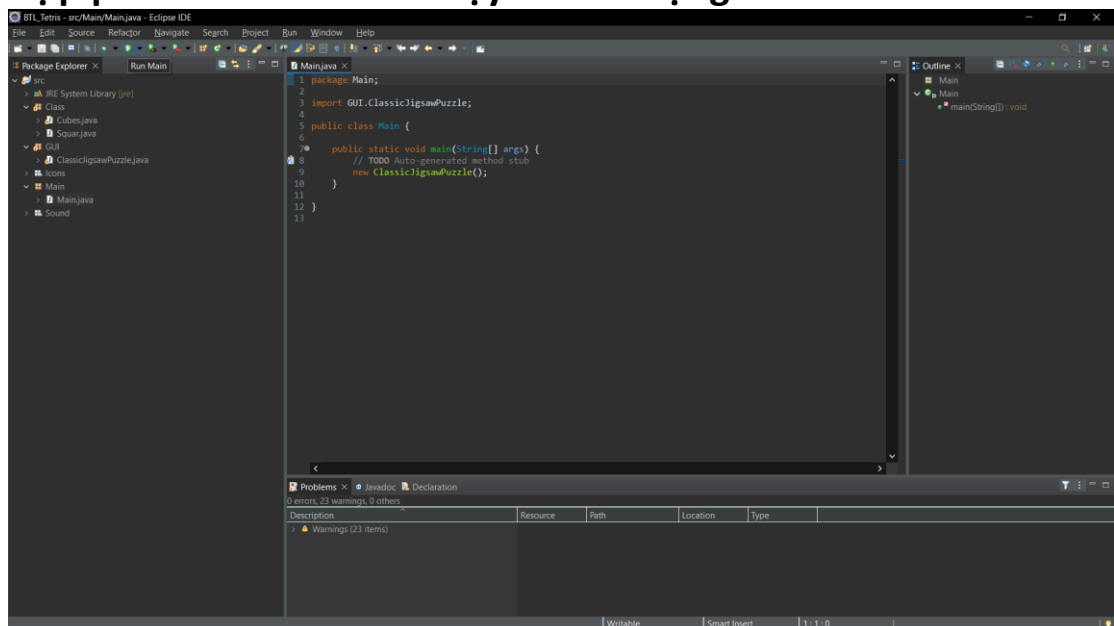 BTL_Tetris - src/Main/Main.java - Eclipse IDE
File Edit Source Refactor Navigate Search Project Run Window Help
Package Explorer
Run Main
src
JRE System Library [jre]
Class
Cubes.java
Squar.java
GUI
ClassicJigsawPuzzle.java
Icons
Main
Main.java
Sound
Main.java
1 package Main;
2
3 import GUI.ClassicJigsawPuzzle;
4
5 public class Main {
6
7 public static void main(String[] args) {
8 // TODO Auto-generated method stub
9 new ClassicJigsawPuzzle();
10 }
11
12 }
13
Outline
Main
Main
main(String[]) : void
Problems Javadoc Declaration
0 errors, 23 warnings, 0 others
Description Resource Path Location Type
Warnings (23 items)
Writable Smart Insert 1 : 1 : 0